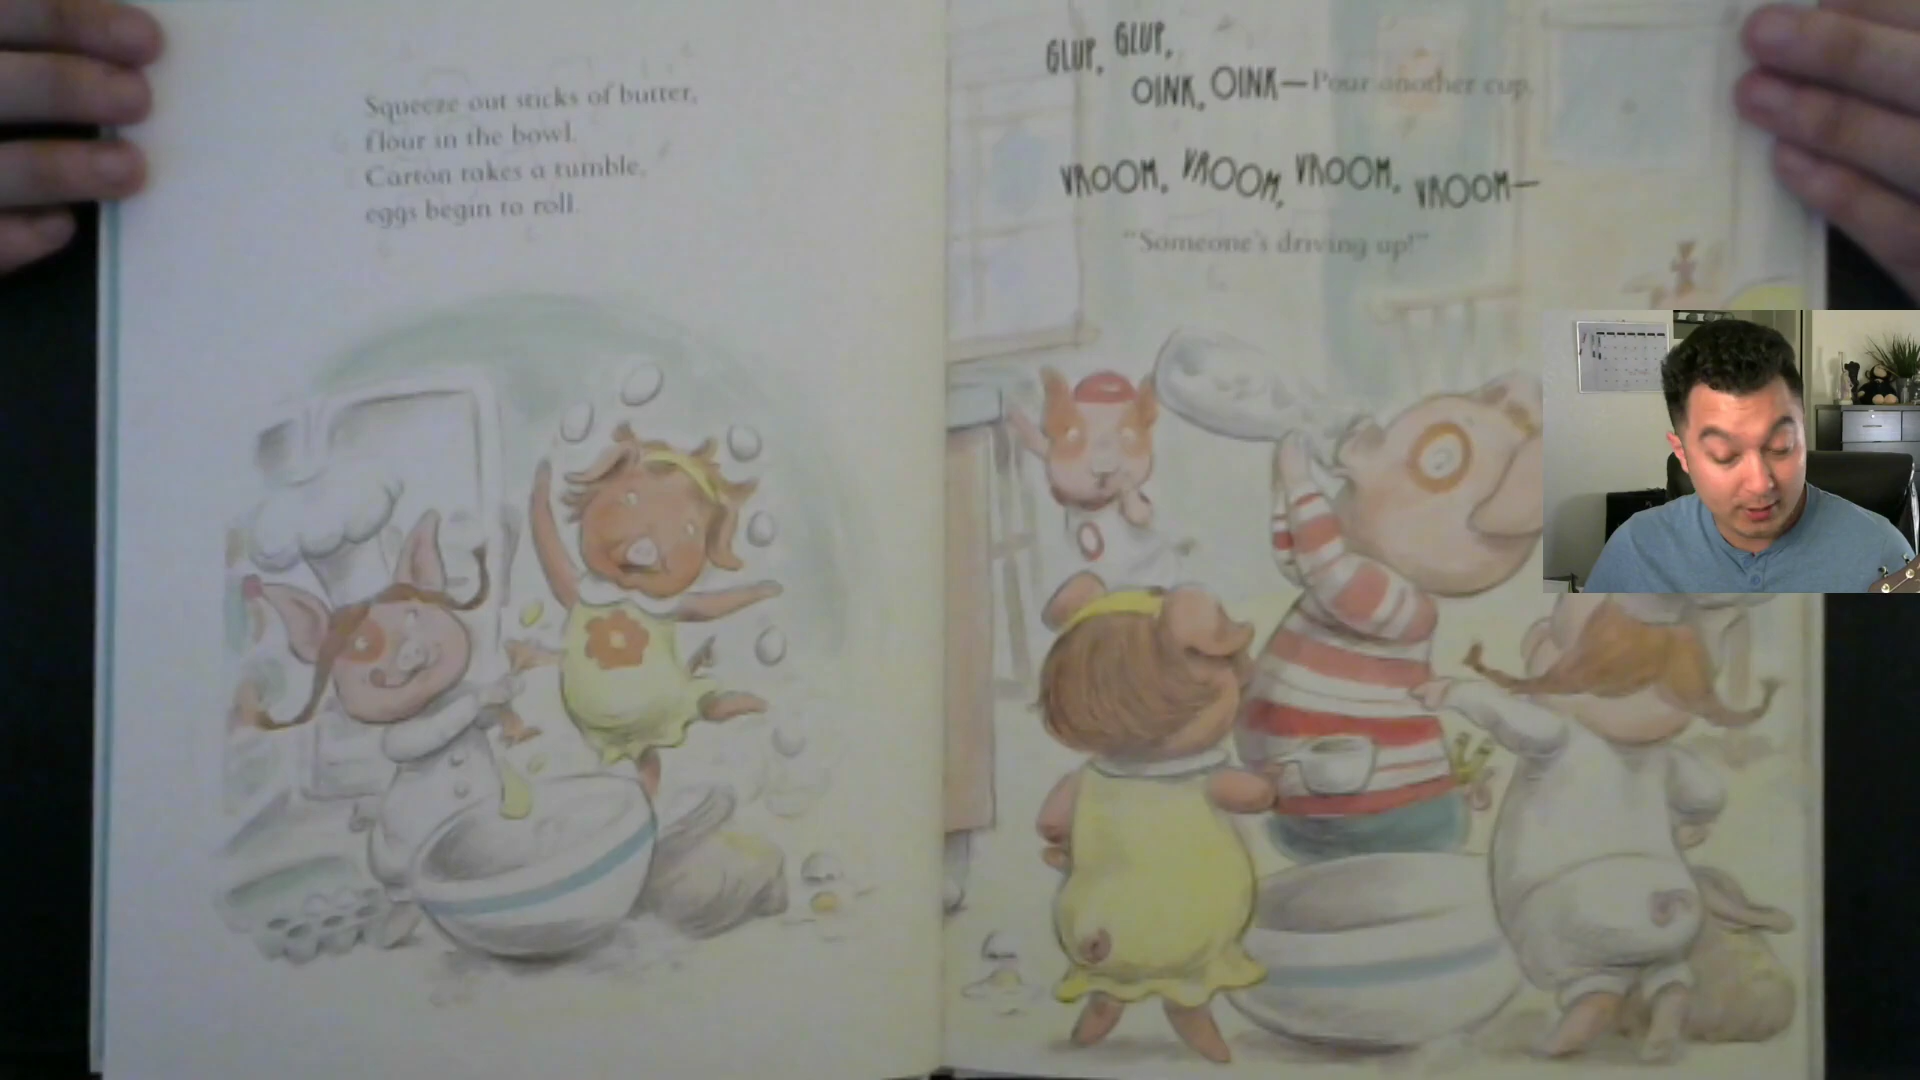 Squeeze out sticks of butter,
flour in the bowl.
Carton takes a tumble,
eggs begin to roll.
GLUP, GLUP,
OINK, OINK—Pour another cup.
VROOM, VROOM, VROOM, VROOM—
"Someone's driving up!"